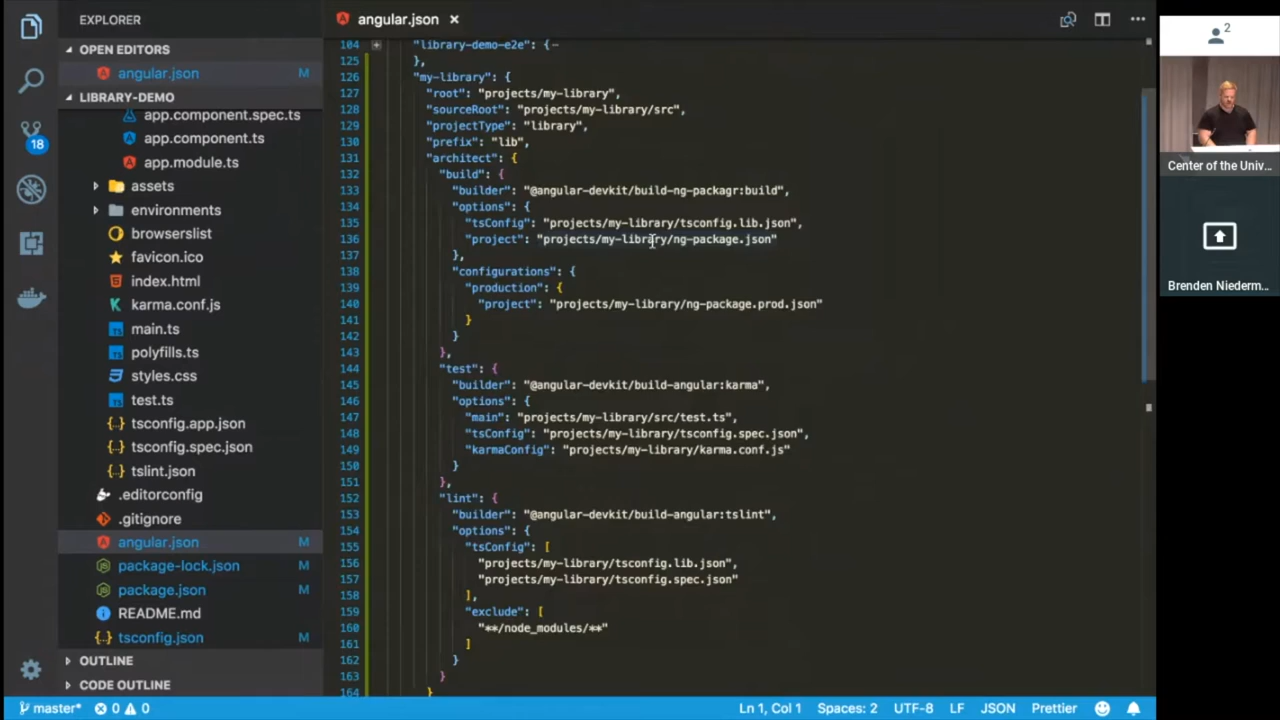 EXPLORER
OPEN EDITORS
angular.json M
LIBRARY-DEMO
app.component.spec.ts
app.component.ts
app.module.ts
assets
environments
browserslist
favicon.ico
index.html
karma.conf.js
main.ts
polyfills.ts
styles.css
test.ts
tsconfig.app.json
tsconfig.spec.json
tslint.json
.editorconfig
.gitignore
angular.json M
package-lock.json M
package.json M
README.md
tsconfig.json M
OUTLINE
CODE OUTLINE
18
angular.json ×
104 "library-demo-e2e": {
125 },
126 "my-library": {
127 "root": "projects/my-library",
128 "sourceRoot": "projects/my-library/src",
129 "projectType": "library",
130 "prefix": "lib",
131 "architect": {
132 "build": {
133 "builder": "@angular-devkit/build-ng-packagr:build",
134 "options": {
135 "tsConfig": "projects/my-library/tsconfig.lib.json",
136 "project": "projects/my-library/ng-package.json"
137 },
138 "configurations": {
139 "production": {
140 "project": "projects/my-library/ng-package.prod.json"
141 }
142 }
143 },
144 "test": {
145 "builder": "@angular-devkit/build-angular:karma",
146 "options": {
147 "main": "projects/my-library/src/test.ts",
148 "tsConfig": "projects/my-library/tsconfig.spec.json",
149 "karmaConfig": "projects/my-library/karma.conf.js"
150 }
151 },
152 "lint": {
153 "builder": "@angular-devkit/build-angular:tslint",
154 "options": {
155 "tsConfig": [
156 "projects/my-library/tsconfig.lib.json",
157 "projects/my-library/tsconfig.spec.json"
158 ],
159 "exclude": [
160 "**/node_modules/**"
161 ]
162 }
163 }
164 }
master* 0 0 Ln 1, Col 1 Spaces: 2 UTF-8 LF JSON Prettier
2
Center of the Univ...
Brenden Niederm...